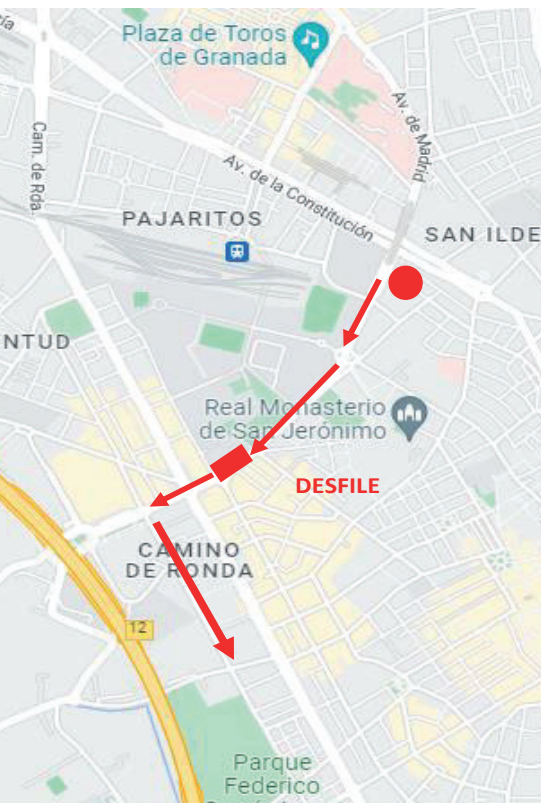 ía
Plaza de Toros
de Granada
Av. de Madrid
Cam. de Rda.
Av. de la Constitución
PAJARITOS
SAN ILDE
NTUD
Real Monasterio
de San Jerónimo
DESFILE
CAMINO
DE RONDA
12
Parque
Federico